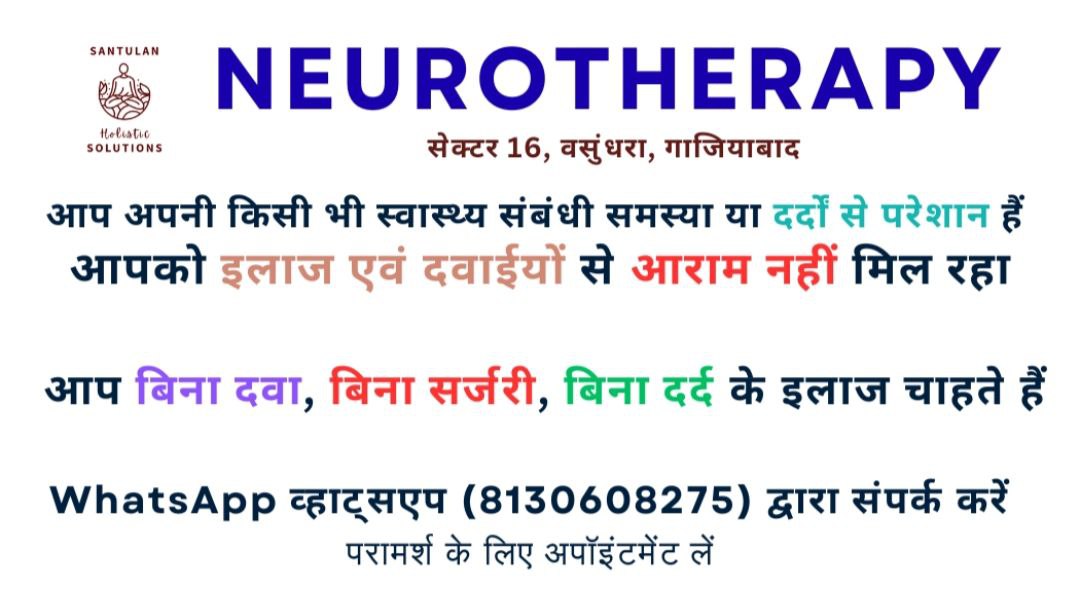 SANTULAN
Holistic
SOLUTIONS
NEUROTHERAPY
सेक्टर 16, वसुंधरा, गाजियाबाद
आप अपनी किसी भी स्वास्थ्य संबंधी समस्या या दर्दों से परेशान हैं
आपको इलाज एवं दवाईयों से आराम नहीं मिल रहा
आप बिना दवा, बिना सर्जरी, बिना दर्द के इलाज चाहते हैं
WhatsApp व्हाट्सएप (8130608275) द्वारा संपर्क करें
परामर्श के लिए अपॉइंटमेंट लें